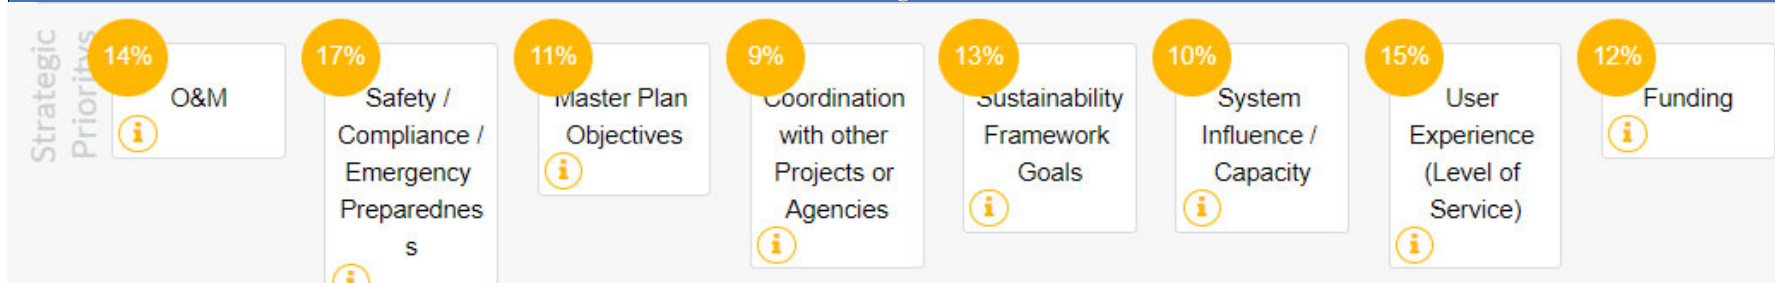 Strategic
Prioritys
14%
O&M
17%
Safety /
Compliance /
Emergency
Preparednes
s
11%
Master Plan
Objectives
9%
Coordination
with other
Projects or
Agencies
13%
Sustainability
Framework
Goals
10%
System
Influence /
Capacity
15%
User
Experience
(Level of
Service)
12%
Funding